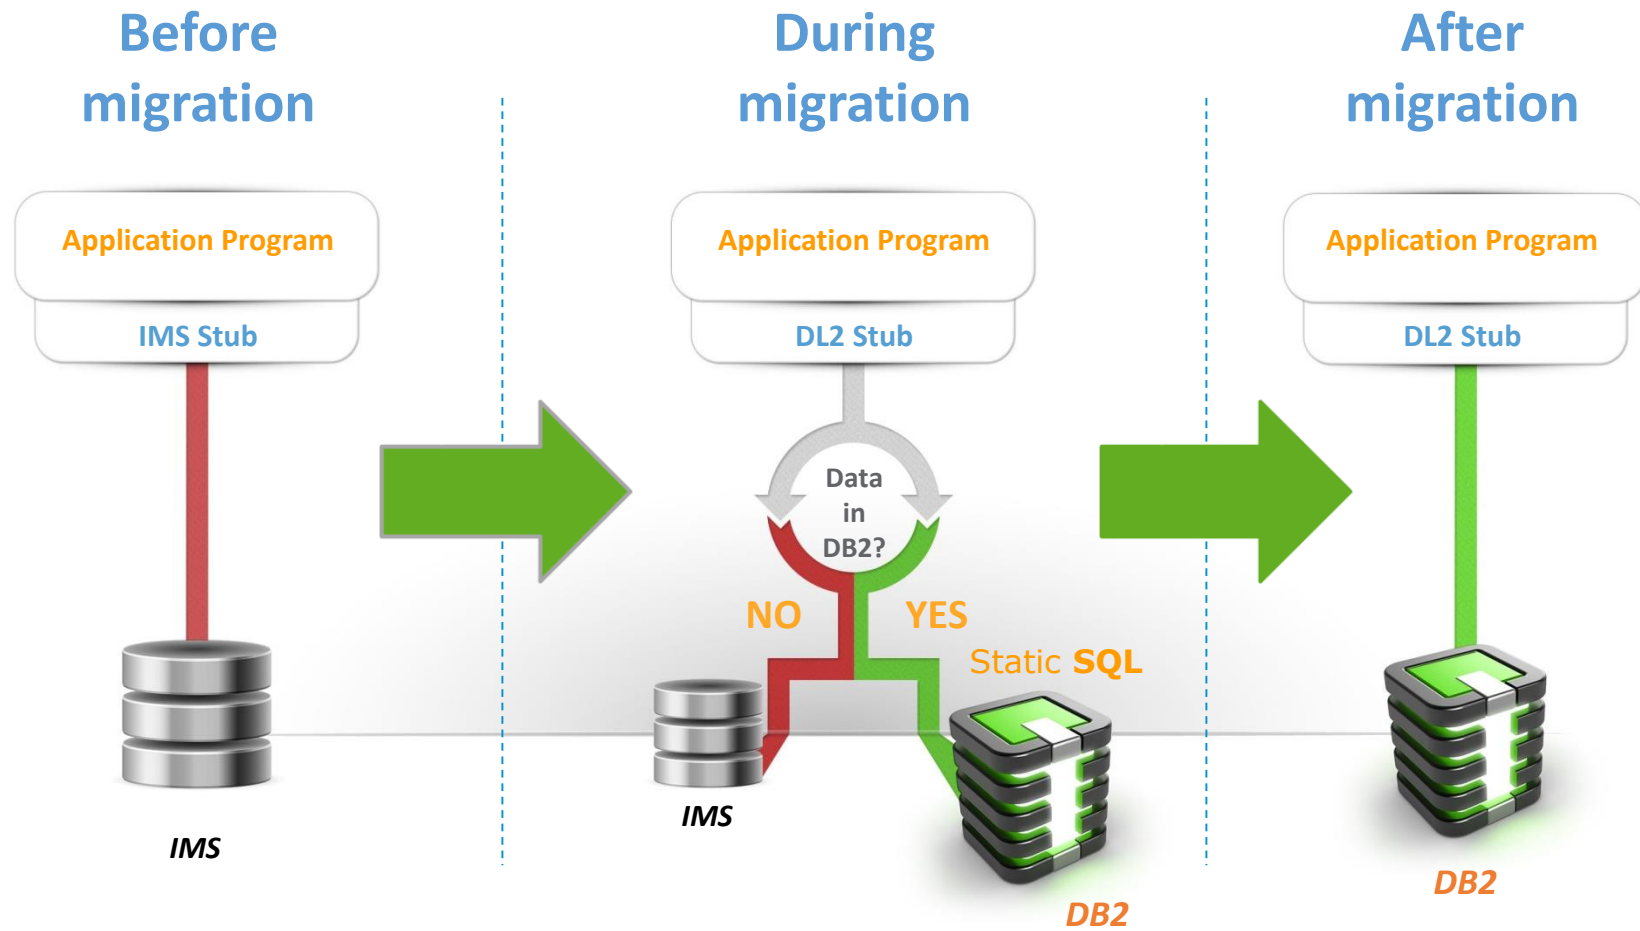 Before
migration
Application Program
IMS Stub
IMS
During
migration
Application Program
DL2 Stub
Data
in
DB2?
NO
YES
Static SQL
IMS
DB2
After
migration
Application Program
DL2 Stub
DB2